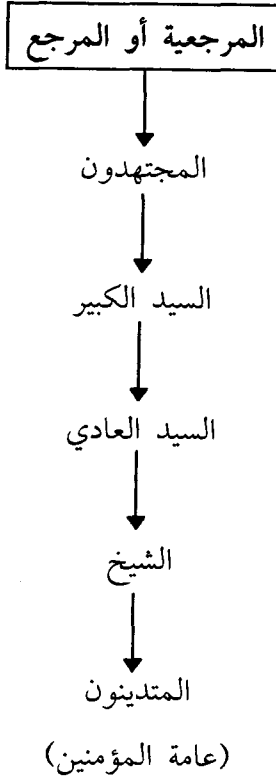 المرجعية أو المرجع
المجتهدون
السيد الكبير
السيد العادي
الشيخ
المتدينون
(عامة المؤمنين)